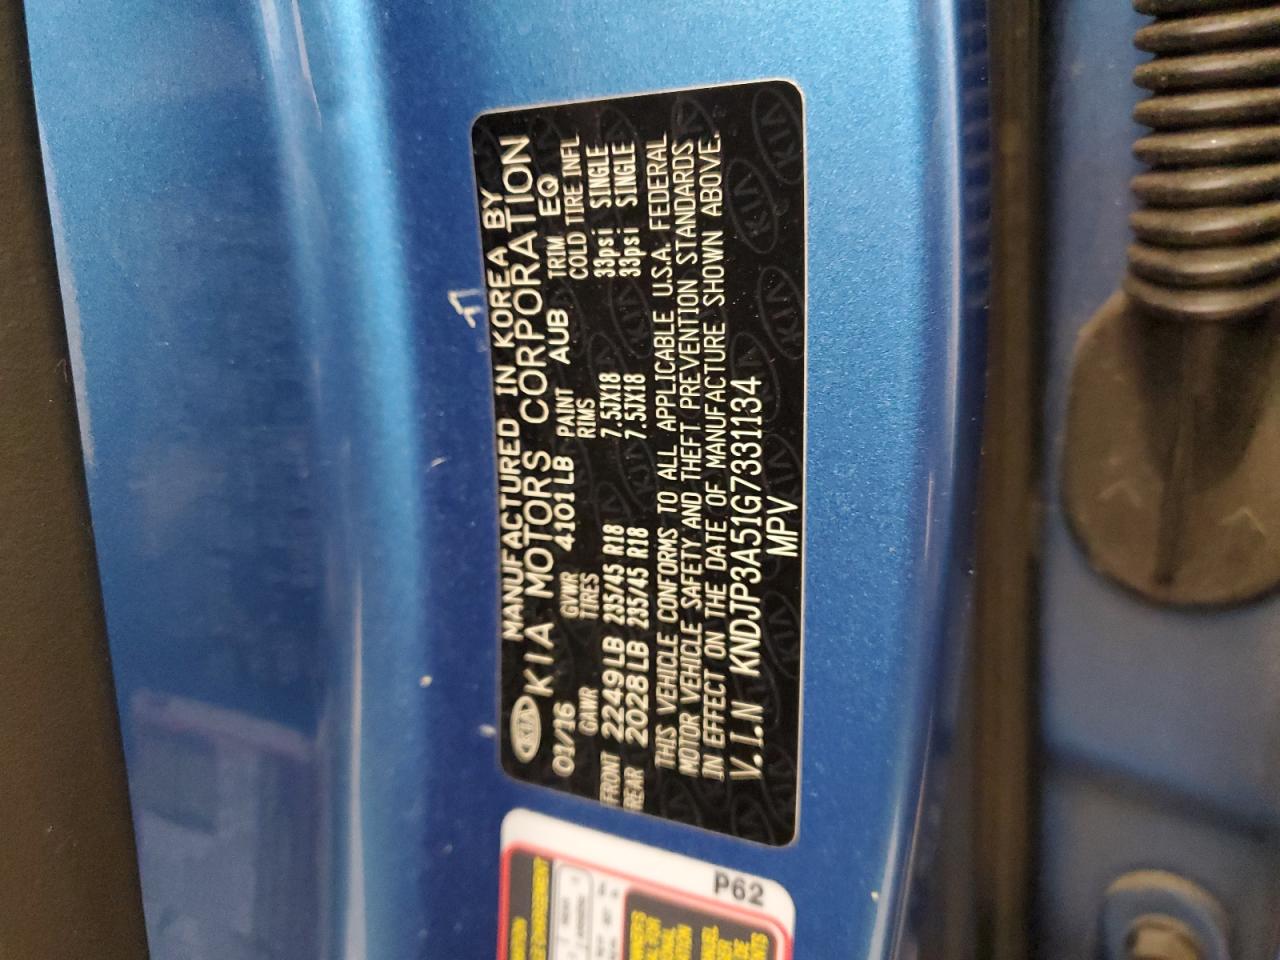 MANUFACTURED IN KOREA BY
KIA KIA MOTORS CORPORATION
01/16 GVWR 4101LB PAINT AUB TRIM EQ
GAWR TIRES RIMS COLD TIRE INFL
FRONT 2249LB 235/45 R18 7.5JX18 33psi SINGLE
REAR 2028LB 235/45 R18 7.5JX18 33psi SINGLE
THIS VEHICLE CONFORMS TO ALL APPLICABLE U.S.A. FEDERAL
MOTOR VEHICLE SAFETY AND THEFT PREVENTION STANDARDS
IN EFFECT ON THE DATE OF MANUFACTURE SHOWN ABOVE.
V.I.N KNDJP3A51G7331134
MPV
P62